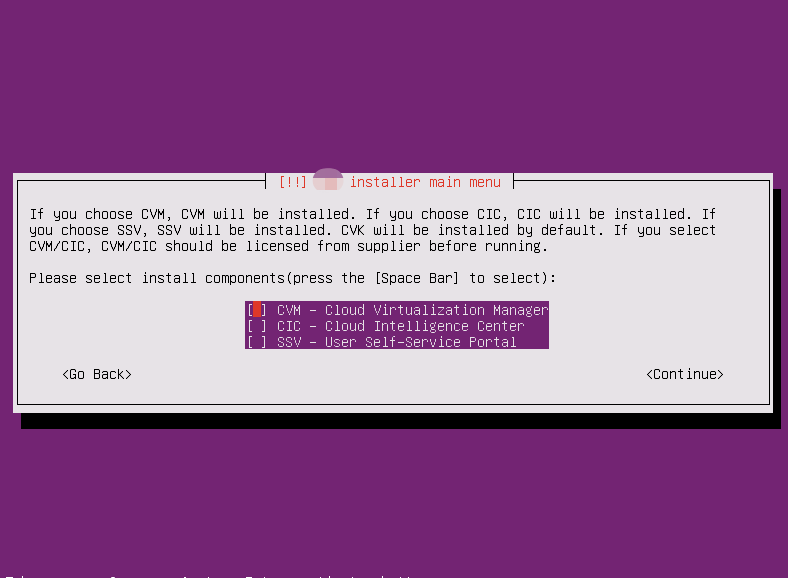 [!!] installer main menu
If you choose CVM, CVM will be installed. If you choose CIC, CIC will be installed. If
you choose SSV, SSV will be installed. CVK will be installed by default. If you select
CVM/CIC, CVM/CIC should be licensed from supplier before running.
Please select install components(press the [Space Bar] to select):
[ ] CVM - Cloud Virtualization Manager
[ ] CIC - Cloud Intelligence Center
[ ] SSV - User Self-Service Portal
<Go Back> <Continue>